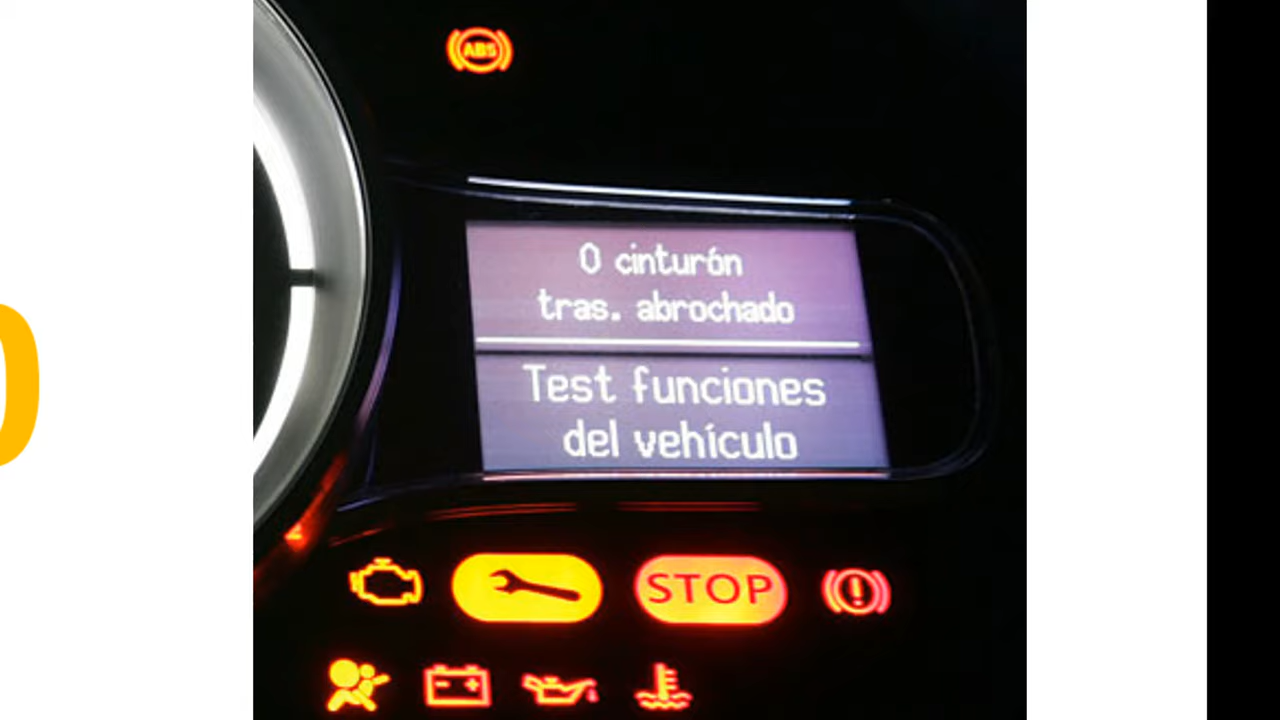 ABS
0 cinturón
tras. abrochado
Test funciones
del vehículo
STOP